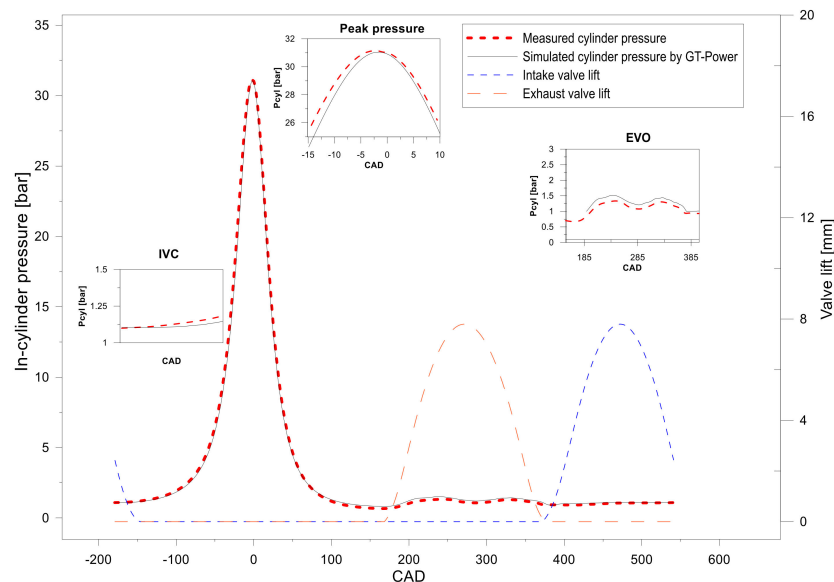 Peak pressure
Measured cylinder pressure
Simulated cylinder pressure by GT-Power
Intake valve lift
Exhaust valve lift
35
30
25
20
15
10
5
0
In-cylinder pressure [bar]
-200
-100
0
100
200
300
400
500
600
CAD
20
16
12
8
4
0
Valve lift [mm]
32
30
28
26
Pcyl [bar]
-15
-10
-5
0
5
10
CAD
EVO
3
2.5
2
1.5
1
0.5
0
Pcyl [bar]
185
285
385
CAD
IVC
1.5
1.25
1
Pcyl [bar]
CAD